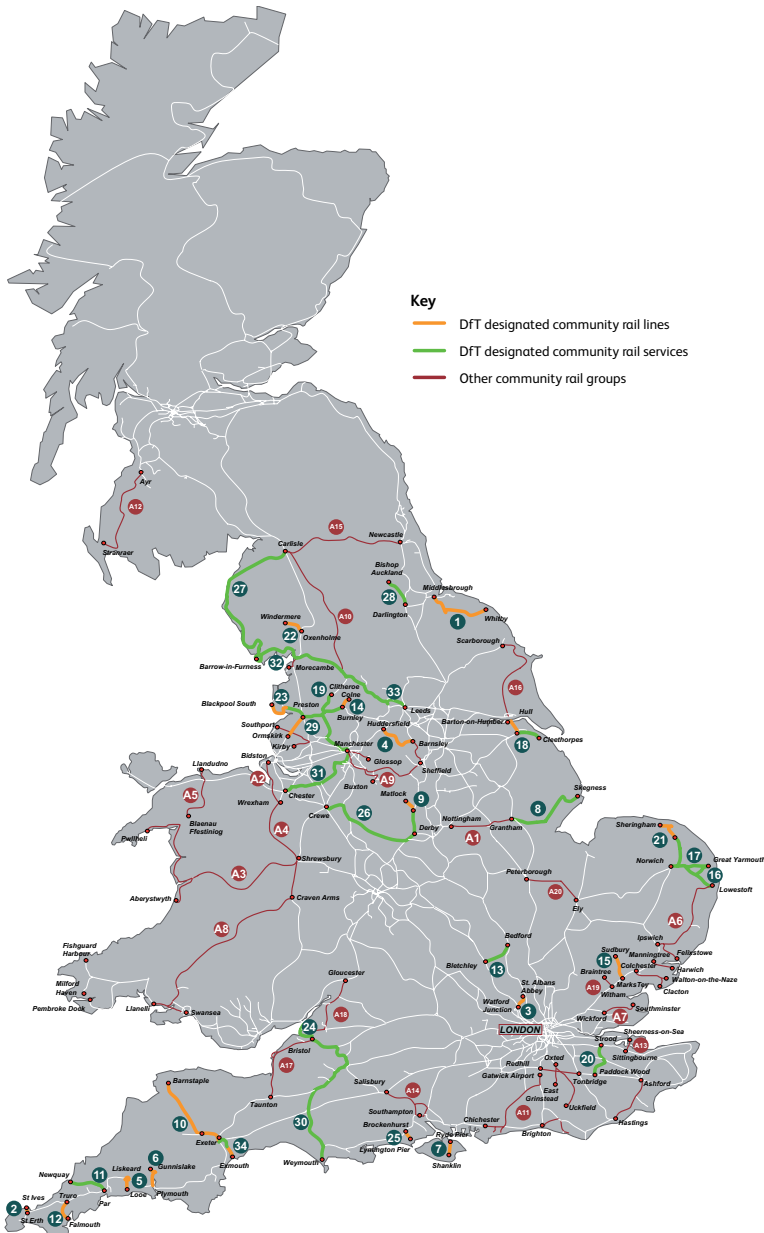 Key
DfT designated community rail lines
DfT designated community rail services
Other community rail groups
Ayr
A12
Stranraer
A15
Newcastle
Carlisle
Bishop
Auckland
27
28
Middlesbrough
Darlington
A10
Windermere
1
Whitby
22
Oxenholme
Scarborough
Barrow-in-Furness
32
Morecambe
A16
19
Clitheroe
Colne
33
23
14
Blackpool South
Preston
Burnley
Leeds
Hull
Barton-on-Humber
Southport
29
Huddersfield
Ormskirk
4
Barnsley
18
Cleethorpes
Kirby
Manchester
Bidston
Glossop
Sheffield
Llandudno
A2
31
A9
Buxton
Chester
Matlock
Skegness
A5
Wrexham
9
8
Crewe
26
Blaenau
Ffestiniog
A4
Nottingham
Grantham
Sheringham
Pwllheli
Derby
A1
21
17
Shrewsbury
Norwich
Great Yarmouth
A3
Peterborough
16
Lowestoft
A20
Aberystwyth
Craven Arms
Ely
A6
A8
Bedford
Ipswich
Fishguard
Harbour
Sudbury
Manningtree
Felixstowe
15
Colchester
Harwich
Bletchley
13
Braintree
Walton-on-the-Naze
Gloucester
St. Albans
Abbey
A19
Marks Tey
Clacton
Milford
Haven
Witham
Pembroke Dock
Watford
Junction
3
Southminster
Llanelli
Swansea
A18
Wickford
A7
24
LONDON
Sheerness-on-Sea
Bristol
Strood
A13
Sittingbourne
A17
Redhill
Oxted
20
Paddock Wood
Barnstaple
Salisbury
Gatwick Airport
Tonbridge
Ashford
Taunton
A14
East
Grinstead
Southampton
Uckfield
10
30
Brockenhurst
Chichester
A11
Hastings
Exeter
25
Ryde Pier
Brighton
34
Lymington Pier
7
6
Weymouth
Shanklin
Liskeard
Gunnislake
Exmouth
Newquay
11
5
Plymouth
St Ives
Truro
Par
Looe
2
St Erth
12
Falmouth